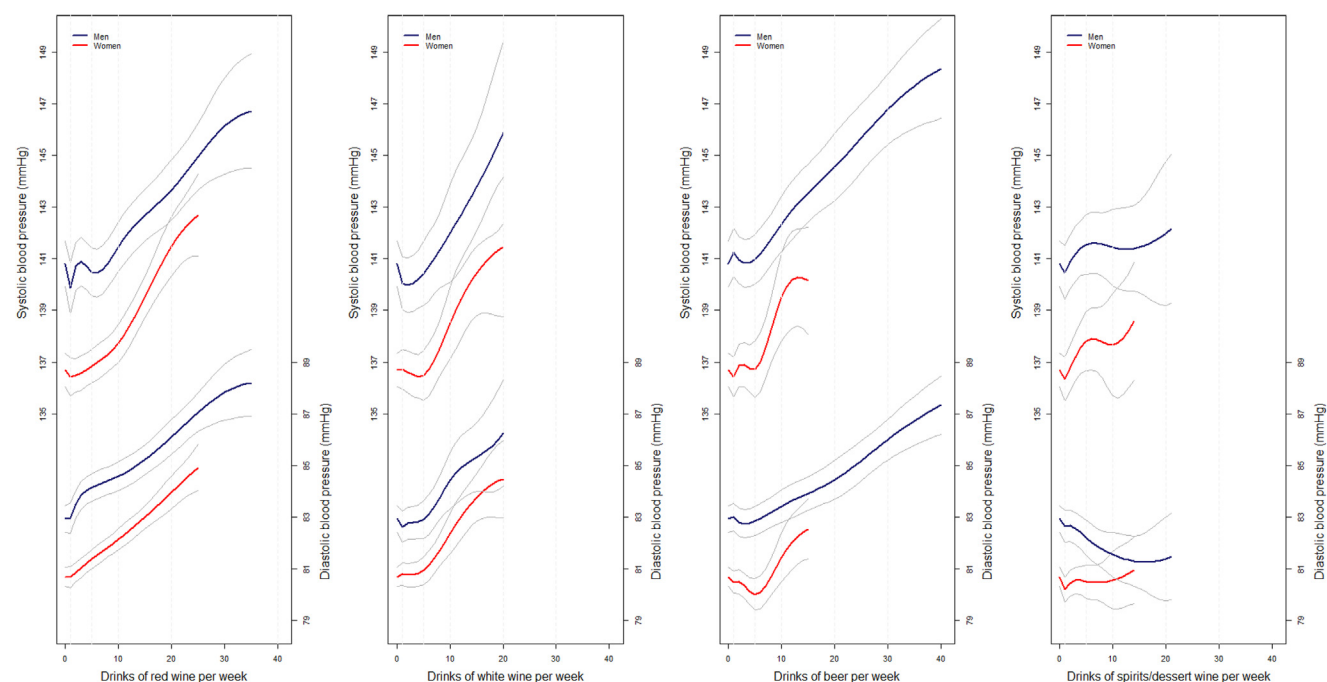 Men
Women
149
147
145
143
141
139
137
135
Systolic blood pressure (mmHg)
89
87
85
83
81
79
Diastolic blood pressure (mmHg)
0 10 20 30 40
Drinks of red wine per week
Men
Women
149
147
145
143
141
139
137
135
Systolic blood pressure (mmHg)
89
87
85
83
81
79
Diastolic blood pressure (mmHg)
0 10 20 30 40
Drinks of white wine per week
Men
Women
149
147
145
143
141
139
137
135
Systolic blood pressure (mmHg)
89
87
85
83
81
79
Diastolic blood pressure (mmHg)
0 10 20 30 40
Drinks of beer per week
Men
Women
149
147
145
143
141
139
137
135
Systolic blood pressure (mmHg)
89
87
85
83
81
79
Diastolic blood pressure (mmHg)
0 10 20 30 40
Drinks of spirits/dessert wine per week